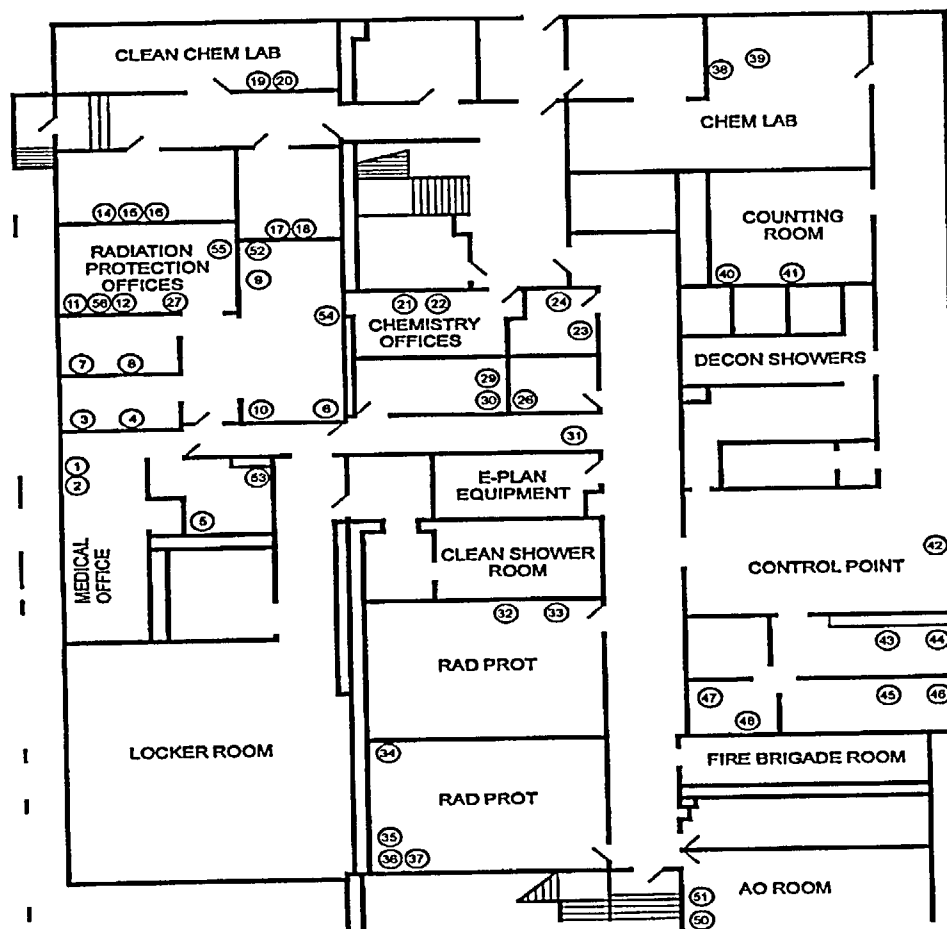 CLEAN CHEM LAB
19 20
38 39
CHEM LAB
14 15 16
17 18
RADIATION
PROTECTION
OFFICES
55
52
9
COUNTING
ROOM
40 41
11 56 12 27
54
21 22
CHEMISTRY
OFFICES
24
23
7 8
29
30
26
DECON SHOWERS
3 4
10 6
31
1
2
53
5
E-PLAN
EQUIPMENT
MEDICAL
OFFICE
CLEAN SHOWER
ROOM
42
CONTROL POINT
32 33
43 44
RAD PROT
47
48
45 46
LOCKER ROOM
34
FIRE BRIGADE ROOM
RAD PROT
35
36 37
AO ROOM
51
50